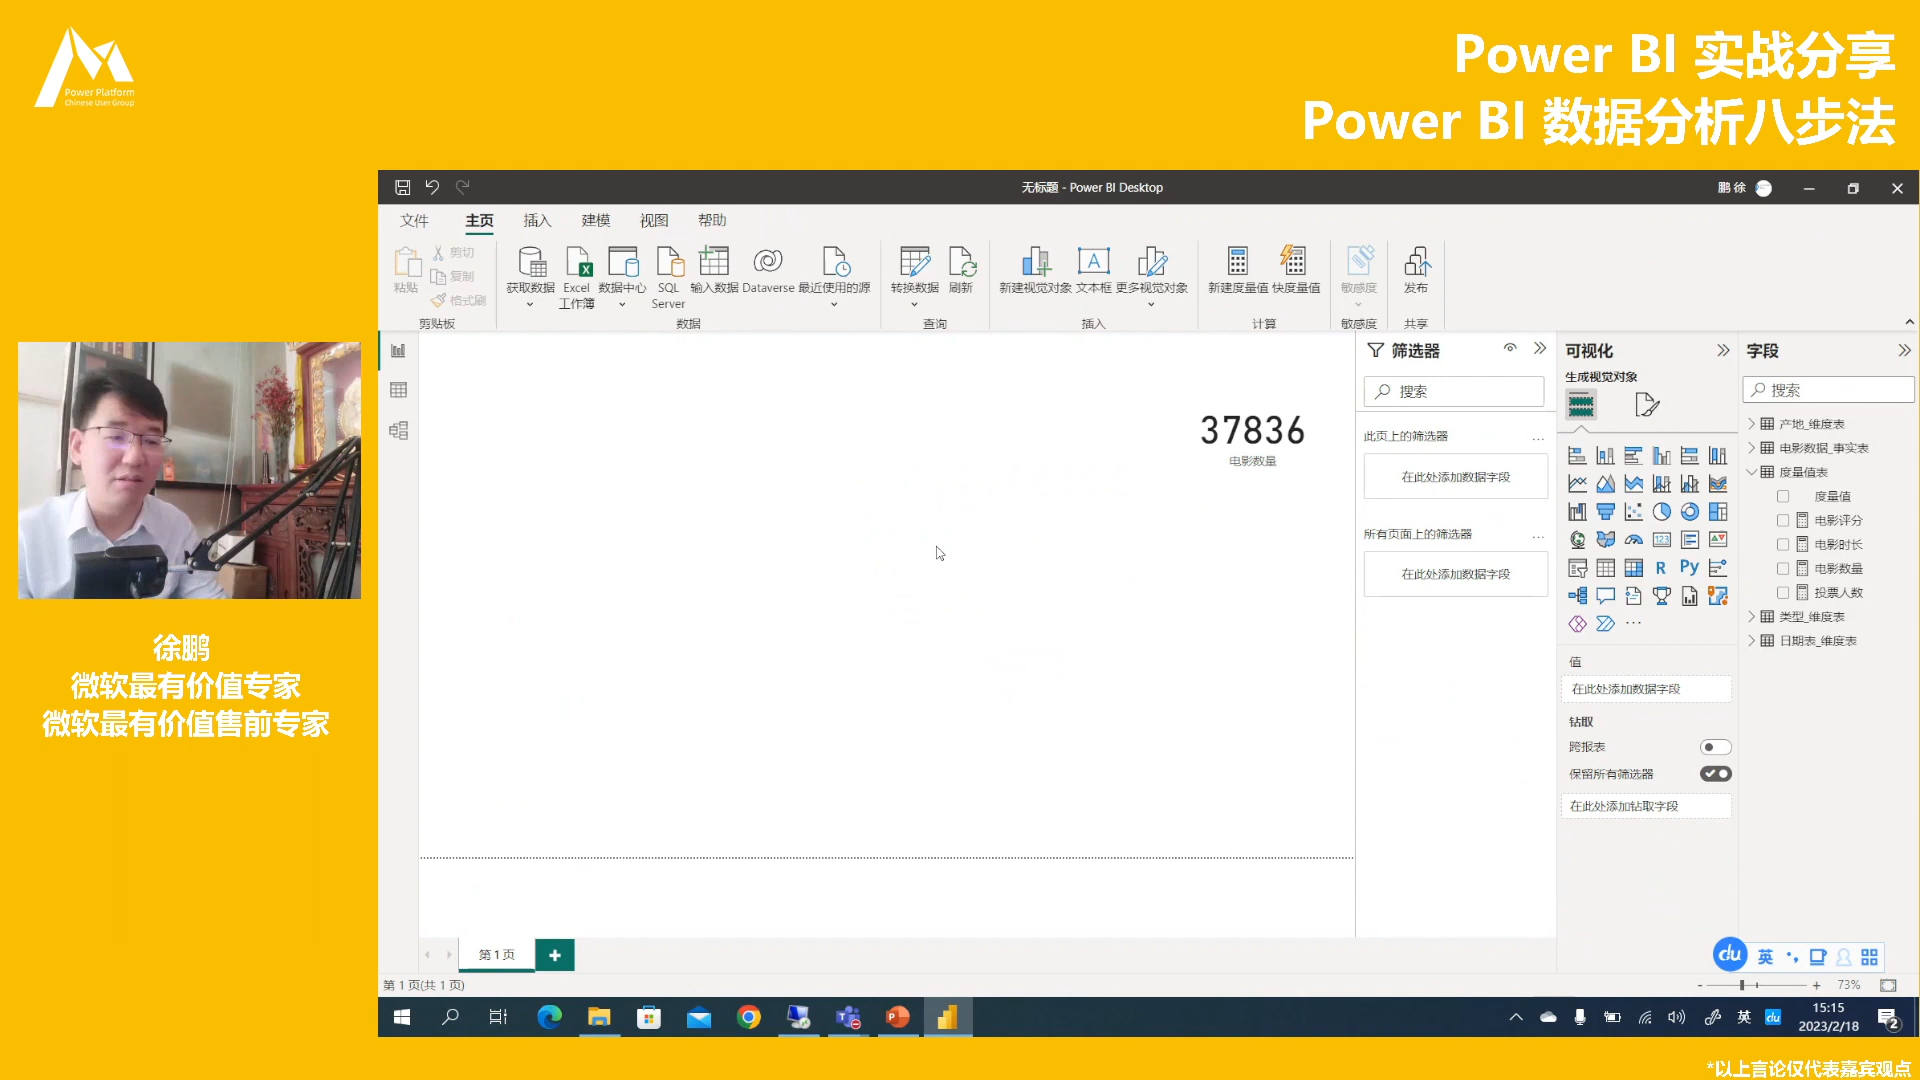 Power Platform
Chinese User Group
Power BI 实战分享
Power BI 数据分析八步法
无标题 - Power BI Desktop
鹏 徐
文件 主页 插入 建模 视图 帮助
粘贴 剪切 复制 格式刷
获取数据 Excel 工作簿 数据中心 SQL Server 输入数据 Dataverse 最近使用的源
转换数据 刷新
新建视觉对象 文本框 更多视觉对象
新建度量值 快度量值
敏感度
发布
剪贴板 数据 查询 插入 计算 敏感度 共享
37836
电影数量
筛选器
搜索
此页上的筛选器
在此处添加数据字段
所有页面上的筛选器
在此处添加数据字段
可视化
生成视觉对象
123
R Py
值
在此处添加数据字段
钻取
跨报表
保留所有筛选器
在此处添加钻取字段
字段
搜索
产地_维度表
电影数据_事实表
度量值表
度量值
电影评分
电影时长
电影数量
投票人数
类型_维度表
日期表_维度表
徐鹏
微软最有价值专家
微软最有价值售前专家
第 1 页
第 1 页(共 1 页)
du 英
- + 73%
英 du
15:15
2023/2/18
2
*以上言论仅代表嘉宾观点